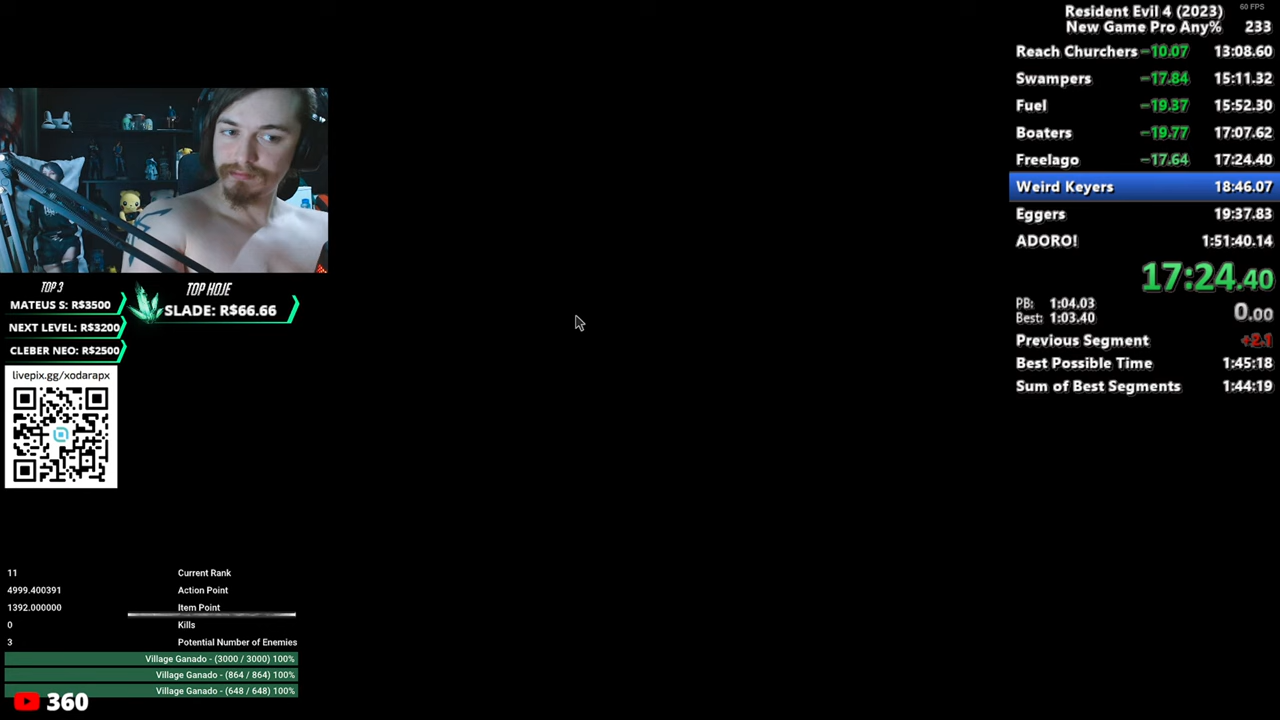 60 FPS
Resident Evil 4 (2023)
New Game Pro Any% 233
Reach Churchers -10.07 13:08.60
Swampers -17.84 15:11.32
Fuel -19.37 15:52.30
Boaters -19.77 17:07.62
Freelago -17.64 17:24.40
Weird Keyers 18:46.07
Eggers 19:37.83
ADORO! 1:51:40.14
17:24.40
PB: 1:04.03
Best: 1:03.40
0.00
Previous Segment +2.1
Best Possible Time 1:45:18
Sum of Best Segments 1:44:19
TOP 3
MATEUS S: R$3500
NEXT LEVEL: R$3200
CLEBER NEO: R$2500
TOP HOJE
SLADE: R$66.66
livepix.gg/xodarapx
11 Current Rank
4999.400391 Action Point
1392.000000 Item Point
0 Kills
3 Potential Number of Enemies
Village Ganado - (3000 / 3000) 100%
Village Ganado - (864 / 864) 100%
Village Ganado - (648 / 648) 100%
360